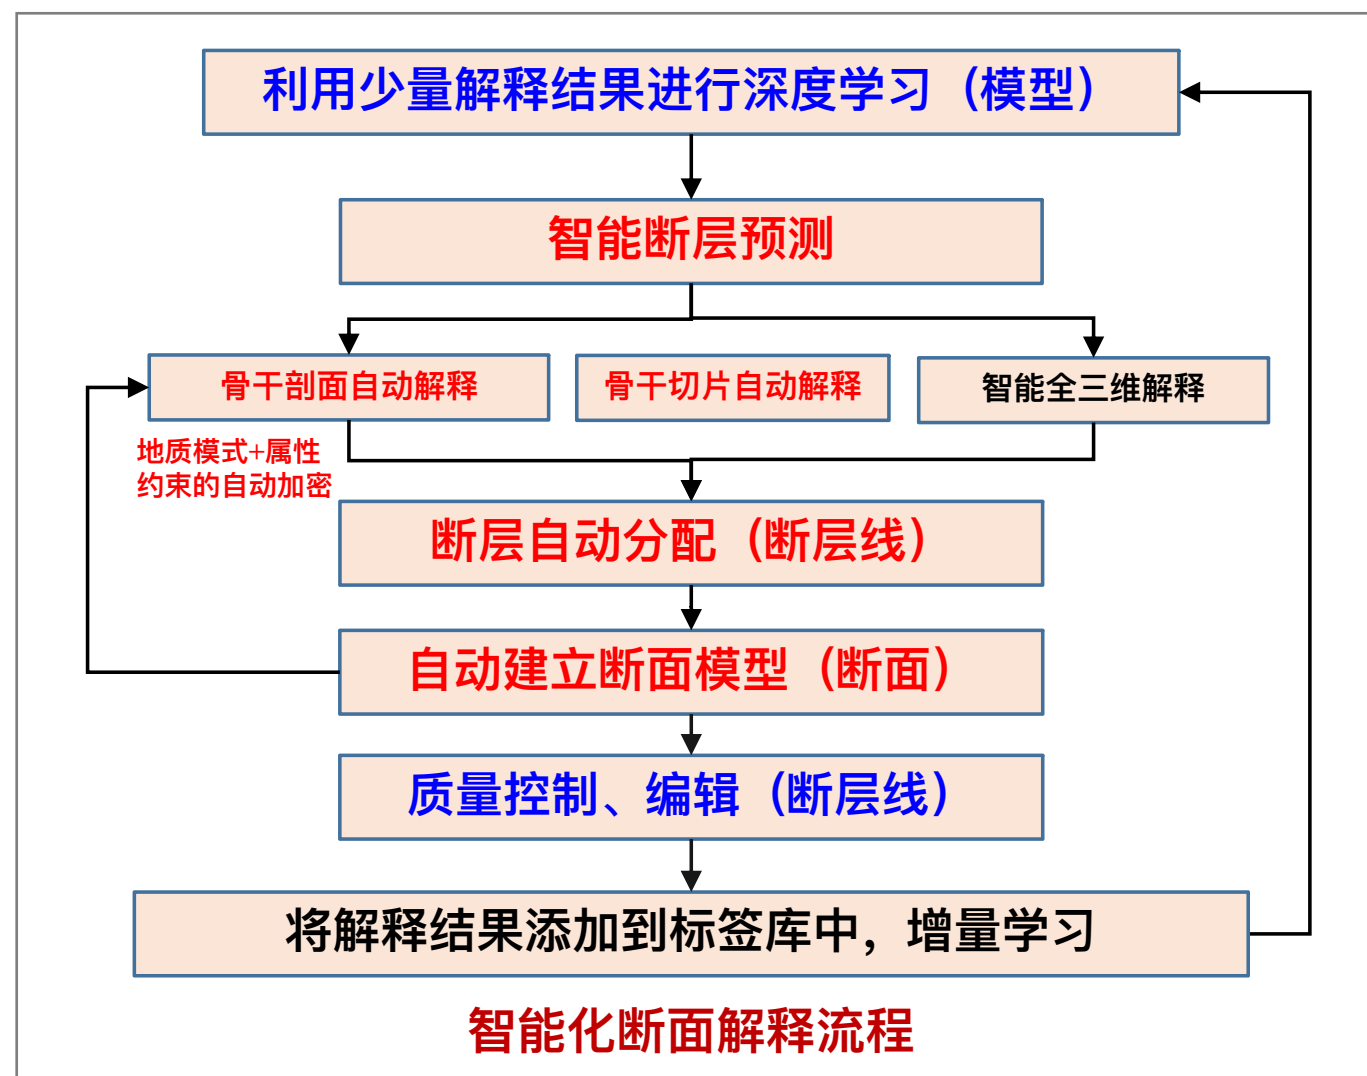 利用少量解释结果进行深度学习（模型）
智能断层预测
骨干剖面自动解释
骨干切片自动解释
智能全三维解释
地质模式+属性
约束的自动加密
断层自动分配（断层线）
自动建立断面模型（断面）
质量控制、编辑（断层线）
将解释结果添加到标签库中，增量学习
智能化断面解释流程